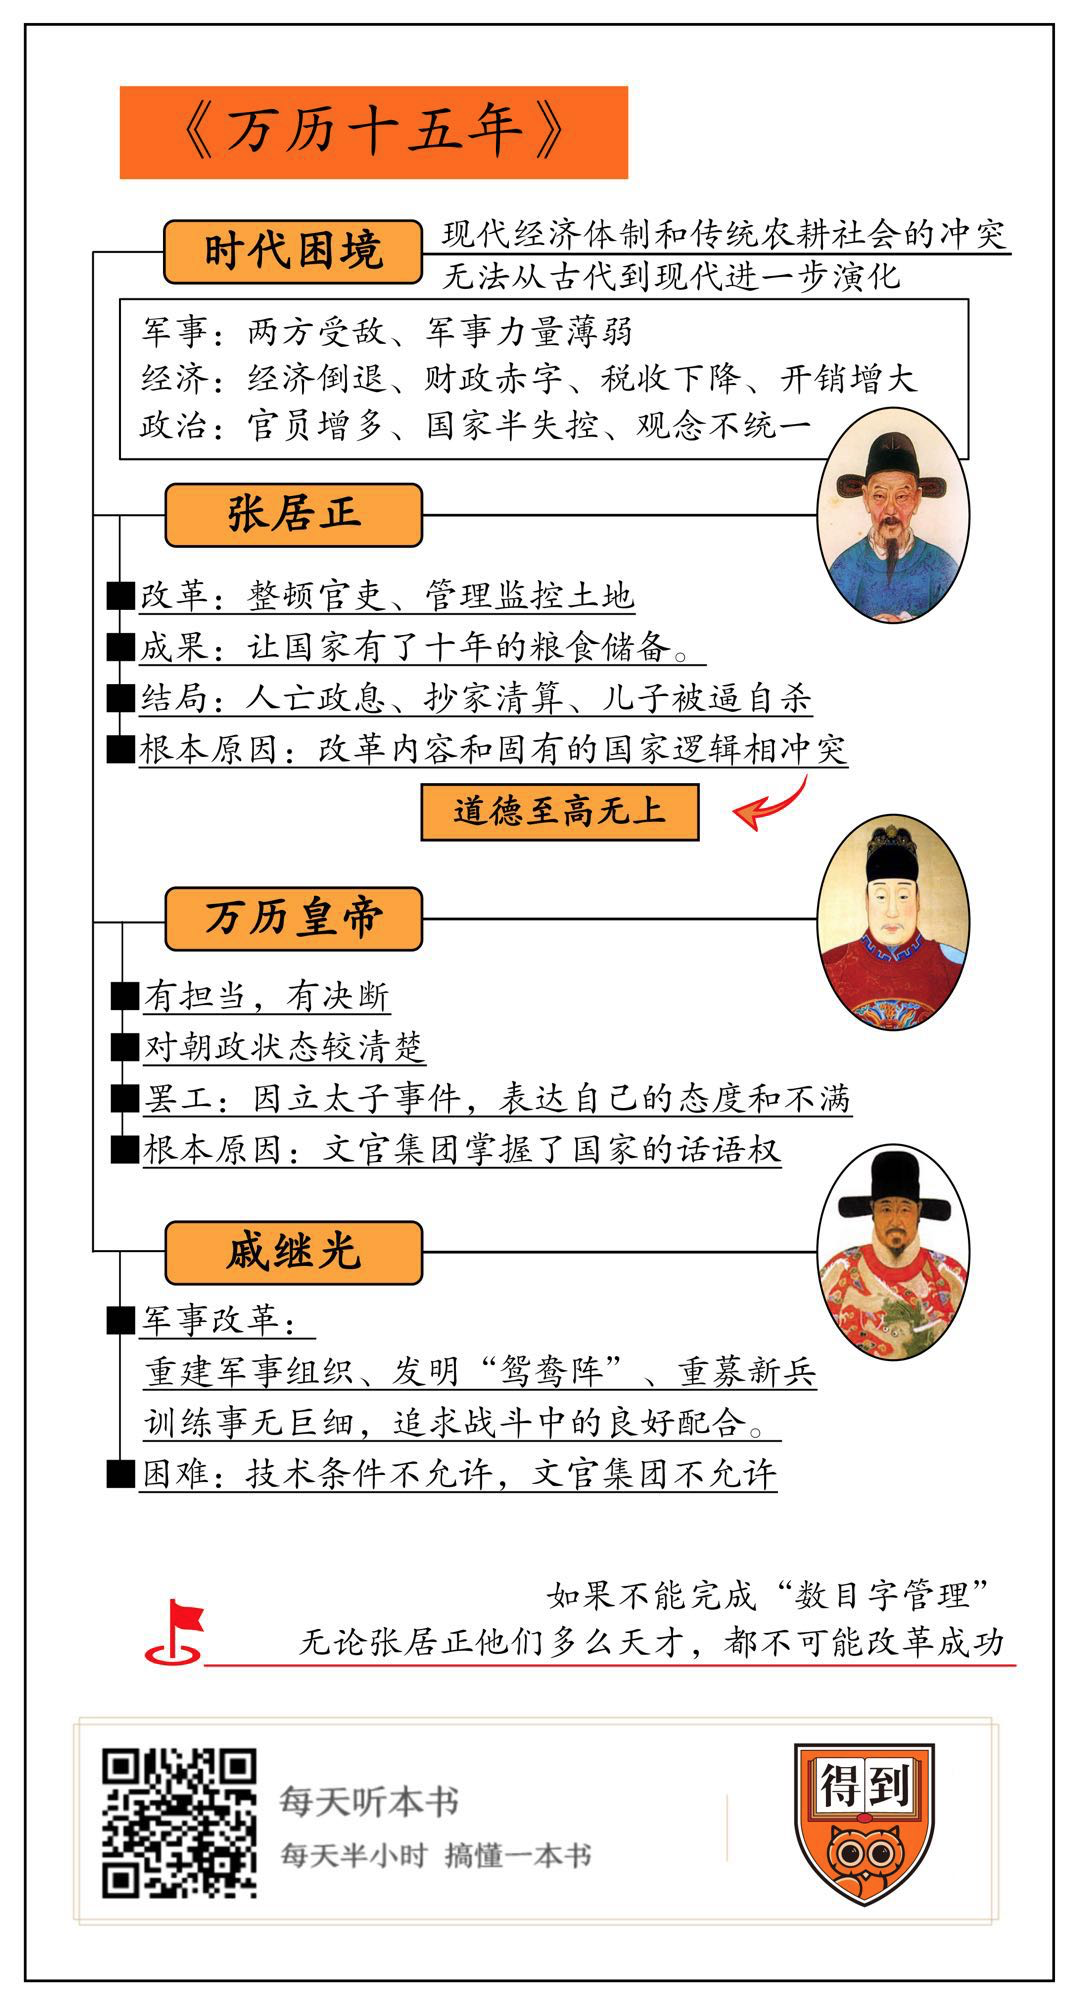 《万历十五年》
时代困境
现代经济体制和传统农耕社会的冲突
无法从古代到现代进一步演化
军事：两方受敌、军事力量薄弱
经济：经济倒退、财政赤字、税收下降、开销增大
政治：官员增多、国家半失控、观念不统一
张居正
改革：整顿官吏、管理监控土地
成果：让国家有了十年的粮食储备。
结局：人亡政息、抄家清算、儿子被逼自杀
根本原因：改革内容和固有的国家逻辑相冲突
道德至高无上
万历皇帝
有担当，有决断
对朝政状态较清楚
罢工：因立太子事件，表达自己的态度和不满
根本原因：文官集团掌握了国家的话语权
戚继光
军事改革：
重建军事组织、发明“鸳鸯阵”、重募新兵
训练事无巨细，追求战斗中的良好配合。
困难：技术条件不允许，文官集团不允许
如果不能完成“数目字管理”
无论张居正他们多么天才，都不可能改革成功
每天听本书
每天半小时 搞懂一本书
得到